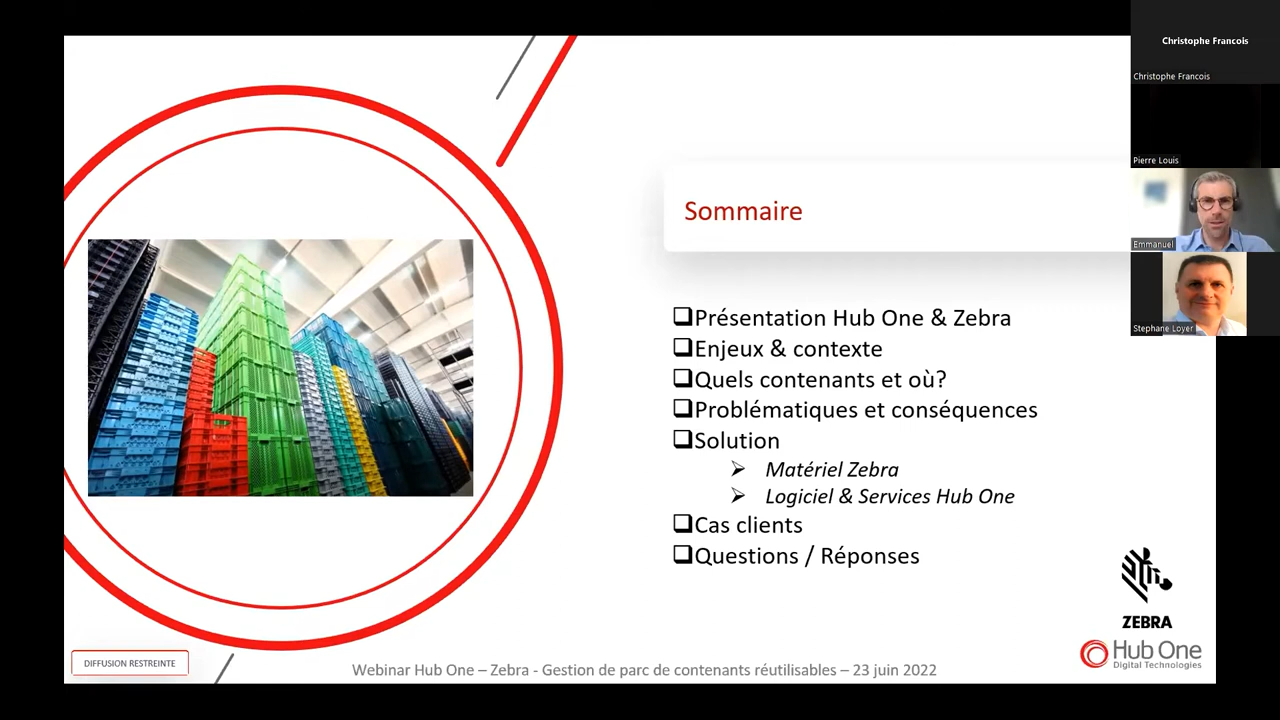 Christophe Francois
Christophe Francois
Pierre Louis
Emmanuel
Stephane Loyer
Sommaire
Présentation Hub One & Zebra
Enjeux & contexte
Quels contenants et où?
Problématiques et conséquences
Solution
Matériel Zebra
Logiciel & Services Hub One
Cas clients
Questions / Réponses
ZEBRA
Hub One
Digital Technologies
DIFFUSION RESTREINTE
Webinar Hub One – Zebra - Gestion de parc de contenants réutilisables – 23 juin 2022